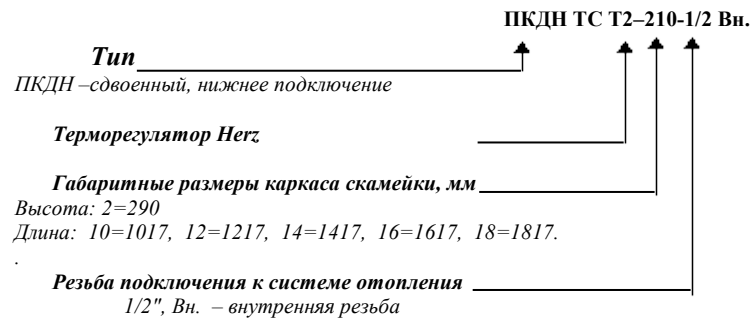 ПКДН ТС Т2–210-1/2 Вн.
Тип
ПКДН –сдвоенный, нижнее подключение
Терморегулятор Herz
Габаритные размеры каркаса скамейки, мм
Высота: 2=290
Длина: 10=1017, 12=1217, 14=1417, 16=1617, 18=1817.
.
Резьба подключения к системе отопления
1/2", Вн. – внутренняя резьба